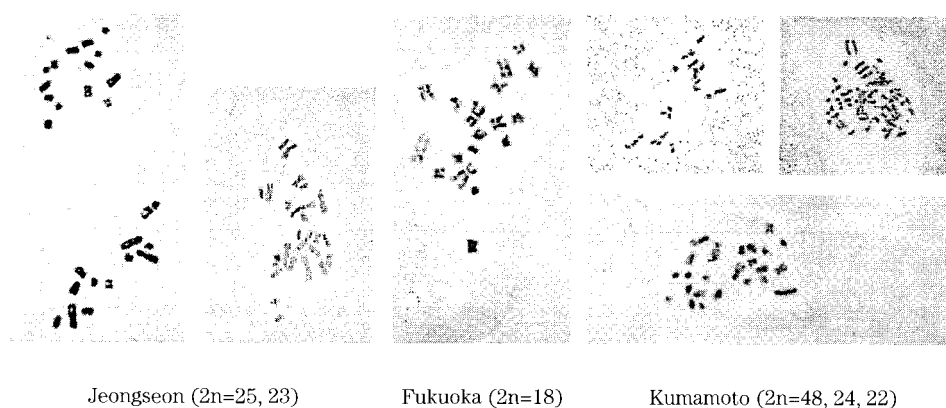 Jeongseon (2n=25, 23) Fukuoka (2n=18) Kumamoto (2n=48, 24, 22)